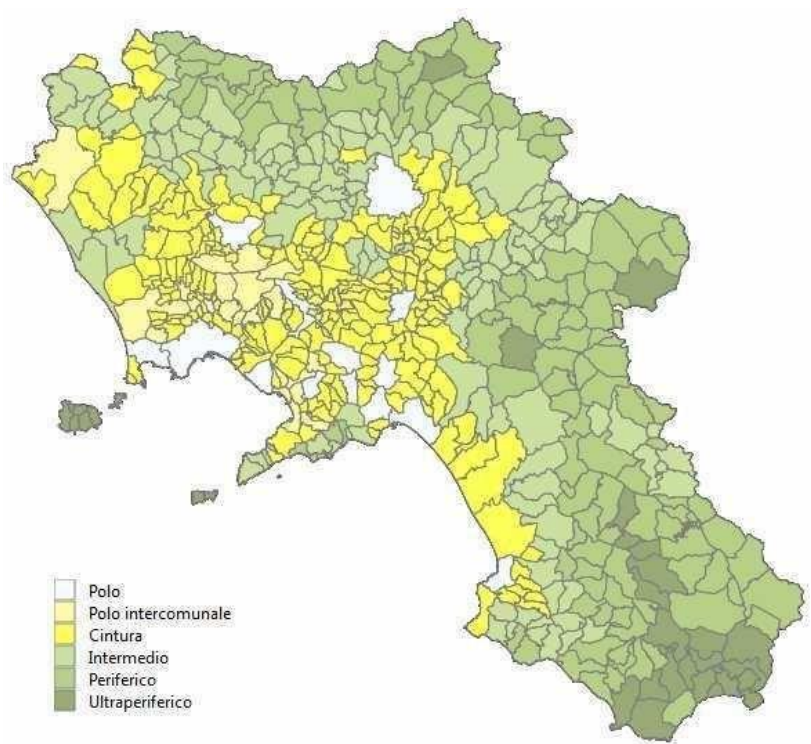 Polo
Polo intercomunale
Cintura
Intermedio
Periferico
Ultraperiferico